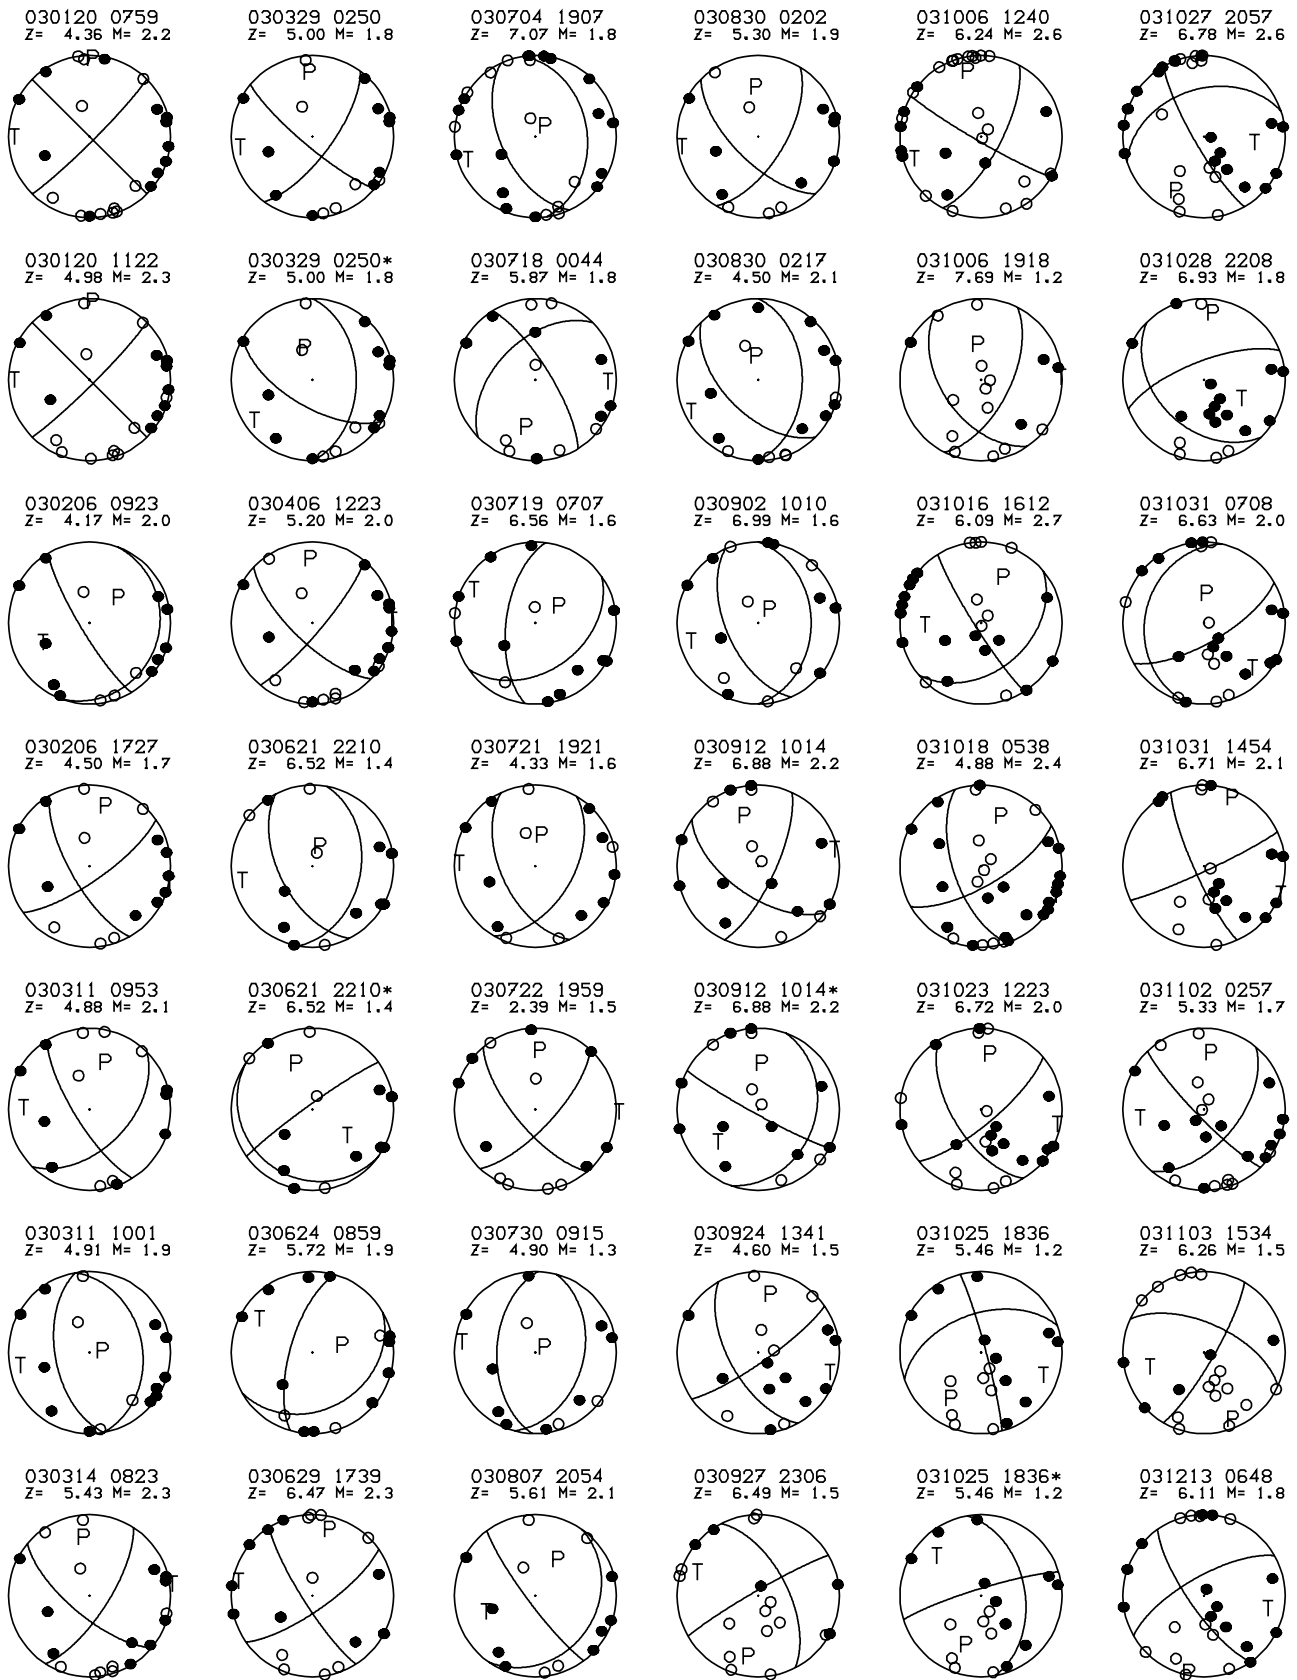 030120 0759 030329 0250 030704 1907 030830 0202 031006 1240 031027 2057
Z= 4.36 M= 2.2 Z= 5.00 M= 1.8 Z= 7.07 M= 1.8 Z= 5.30 M= 1.9 Z= 6.24 M= 2.6 Z= 6.78 M= 2.6
P P P P P P
T T T T T T
030120 1122 030329 0250* 030718 0044 030830 0217 031006 1918 031028 2208
Z= 4.98 M= 2.3 Z= 5.00 M= 1.8 Z= 5.87 M= 1.8 Z= 4.50 M= 2.1 Z= 7.69 M= 1.2 Z= 6.93 M= 1.8
P P P P P P
T T T T T T
030206 0923 030406 1223 030719 0707 030902 1010 031016 1612 031031 0708
Z= 4.17 M= 2.0 Z= 5.20 M= 2.0 Z= 6.56 M= 1.6 Z= 6.99 M= 1.6 Z= 6.09 M= 2.7 Z= 6.63 M= 2.0
P P P P P P
T T T T T T
030206 1727 030621 2210 030721 1921 030912 1014 031018 0538 031031 1454
Z= 4.50 M= 1.7 Z= 6.52 M= 1.4 Z= 4.33 M= 1.6 Z= 6.88 M= 2.2 Z= 4.88 M= 2.4 Z= 6.71 M= 2.1
P P P P P P
T T T T T T
030311 0953 030621 2210* 030722 1959 030912 1014* 031023 1223 031102 0257
Z= 4.88 M= 2.1 Z= 6.52 M= 1.4 Z= 2.39 M= 1.5 Z= 6.88 M= 2.2 Z= 6.72 M= 2.0 Z= 5.33 M= 1.7
P P P P P P
T T T T T T
030311 1001 030624 0859 030730 0915 030924 1341 031025 1836 031103 1534
Z= 4.91 M= 1.9 Z= 5.72 M= 1.9 Z= 4.90 M= 1.3 Z= 4.60 M= 1.5 Z= 5.46 M= 1.2 Z= 6.26 M= 1.5
P P P P P P
T T T T T T
030314 0823 030629 1739 030807 2054 030927 2306 031025 1836* 031213 0648
Z= 5.43 M= 2.3 Z= 6.47 M= 2.3 Z= 5.61 M= 2.1 Z= 6.49 M= 1.5 Z= 5.46 M= 1.2 Z= 6.11 M= 1.8
P P P P P P
T T T T T T